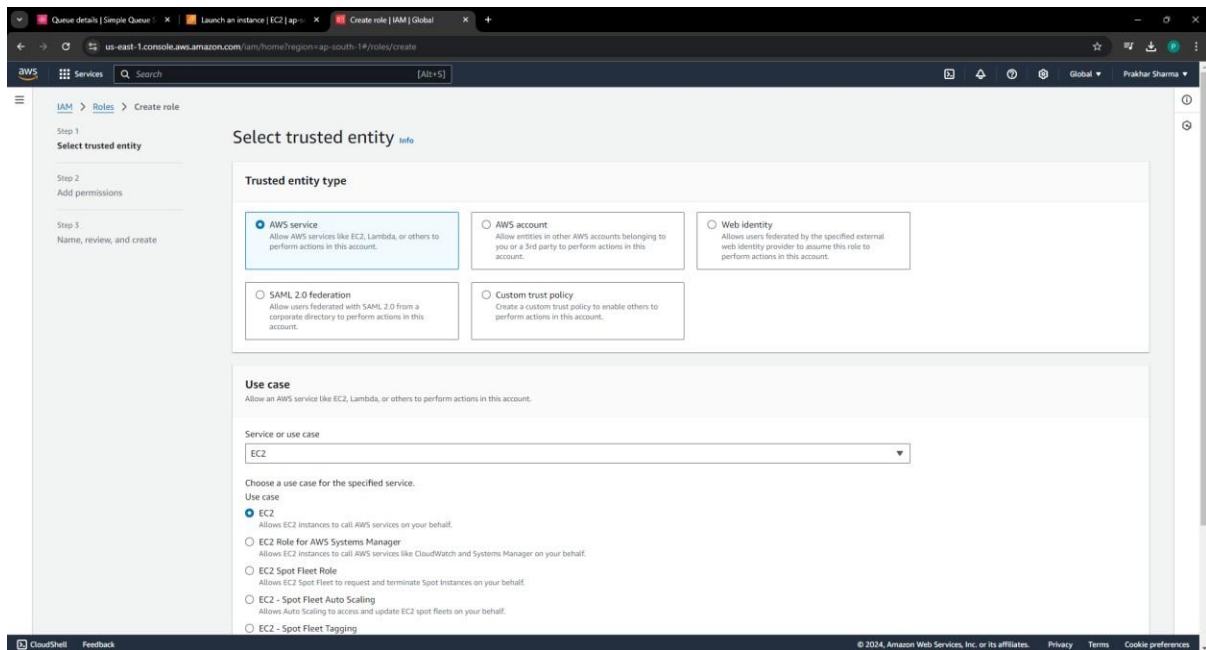 Queue details | Simple Queue S
Launch an instance | EC2 | ap-s
Create role | IAM | Global
us-east-1.console.aws.amazon.com/iam/home?region=ap-south-1#/roles/create
aws
Services
Search
[Alt+S]
Global
Prakhar Sharma
IAM > Roles > Create role
Step 1
Select trusted entity
Step 2
Add permissions
Step 3
Name, review, and create
Select trusted entity Info
Trusted entity type
AWS service
Allow AWS services like EC2, Lambda, or others to
perform actions in this account.
AWS account
Allow entities in other AWS accounts belonging to
you or a 3rd party to perform actions in this
account.
Web identity
Allows users federated by the specified external
web identity provider to assume this role to
perform actions in this account.
SAML 2.0 federation
Allow users federated with SAML 2.0 from a
corporate directory to perform actions in this
account.
Custom trust policy
Create a custom trust policy to enable others to
perform actions in this account.
Use case
Allow an AWS service like EC2, Lambda, or others to perform actions in this account.
Service or use case
EC2
Choose a use case for the specified service.
Use case
EC2
Allows EC2 instances to call AWS services on your behalf.
EC2 Role for AWS Systems Manager
Allows EC2 instances to call AWS services like CloudWatch and Systems Manager on your behalf.
EC2 Spot Fleet Role
Allows EC2 Spot Fleet to request and terminate Spot Instances on your behalf.
EC2 - Spot Fleet Auto Scaling
Allows Auto Scaling to access and update EC2 spot fleets on your behalf.
EC2 - Spot Fleet Tagging
CloudShell
Feedback
© 2024, Amazon Web Services, Inc. or its affiliates.
Privacy
Terms
Cookie preferences